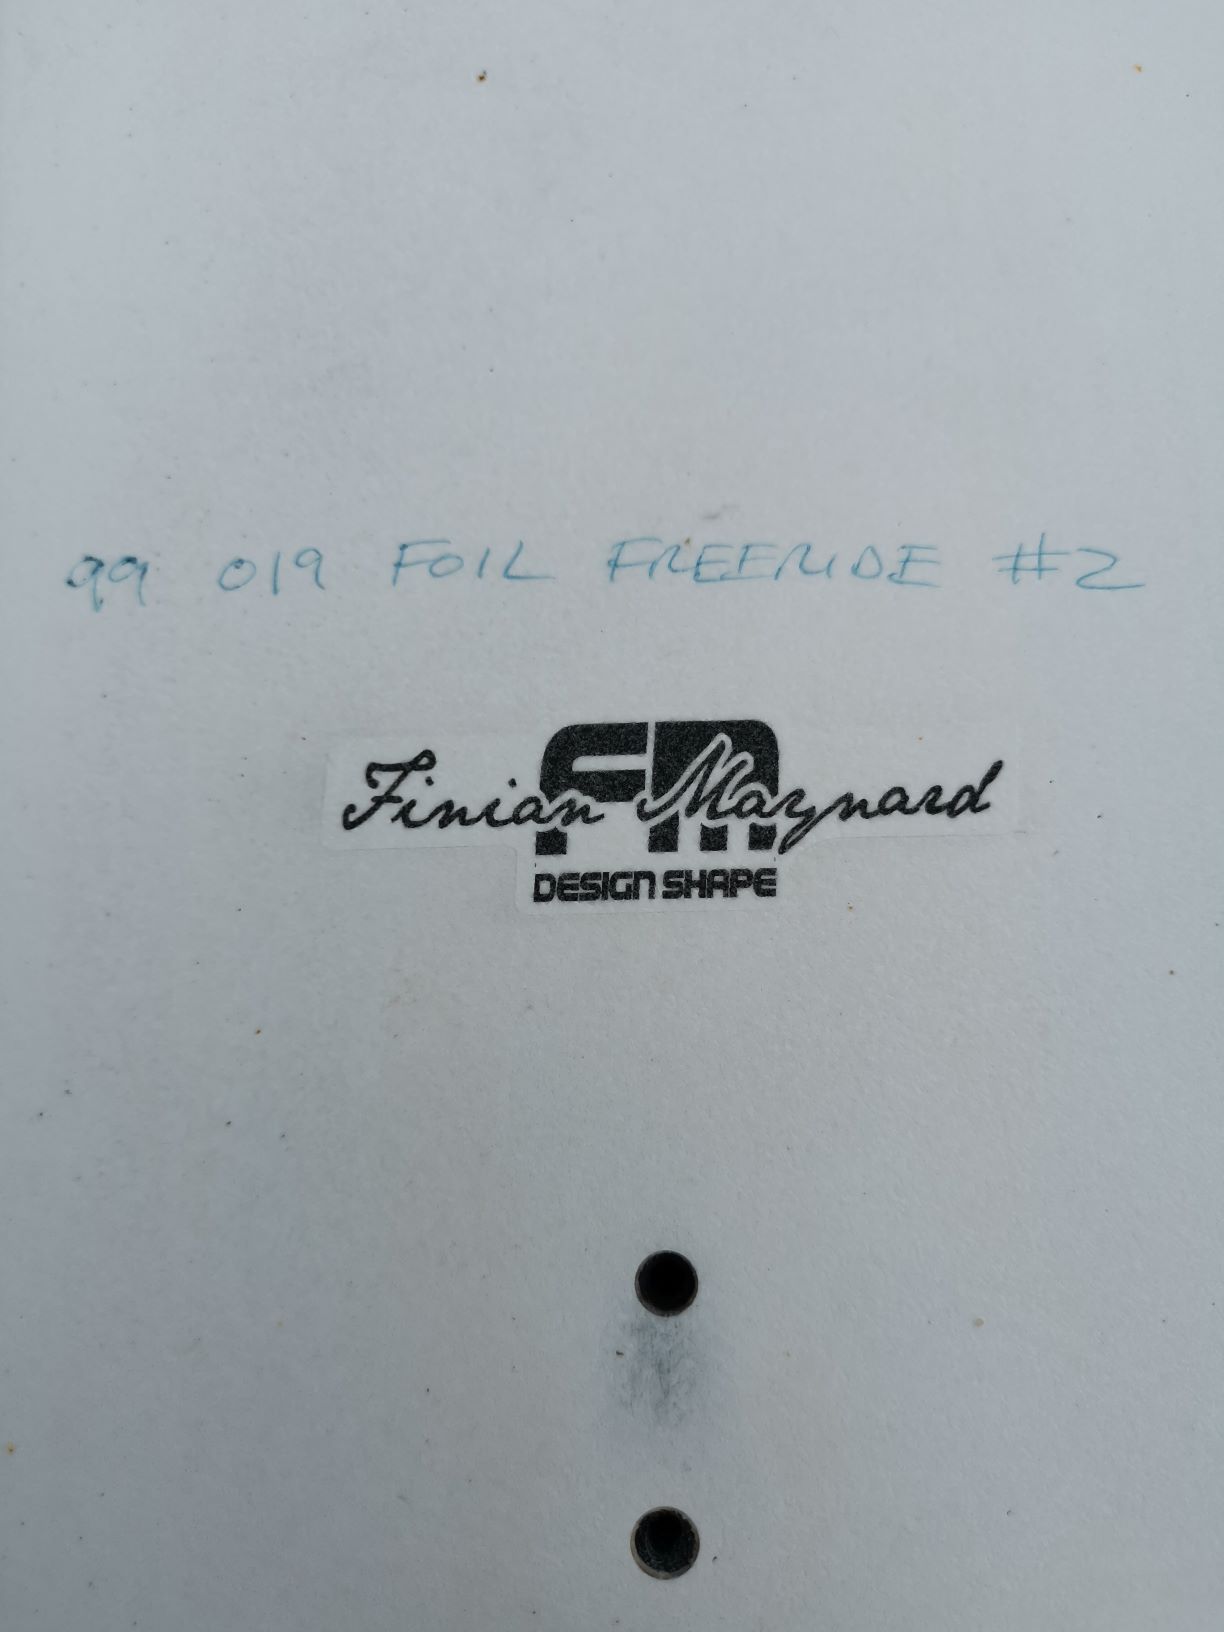 99 019 FOIL FREERIDE #2
FM
Finian Maynard
DESIGN SHAPE